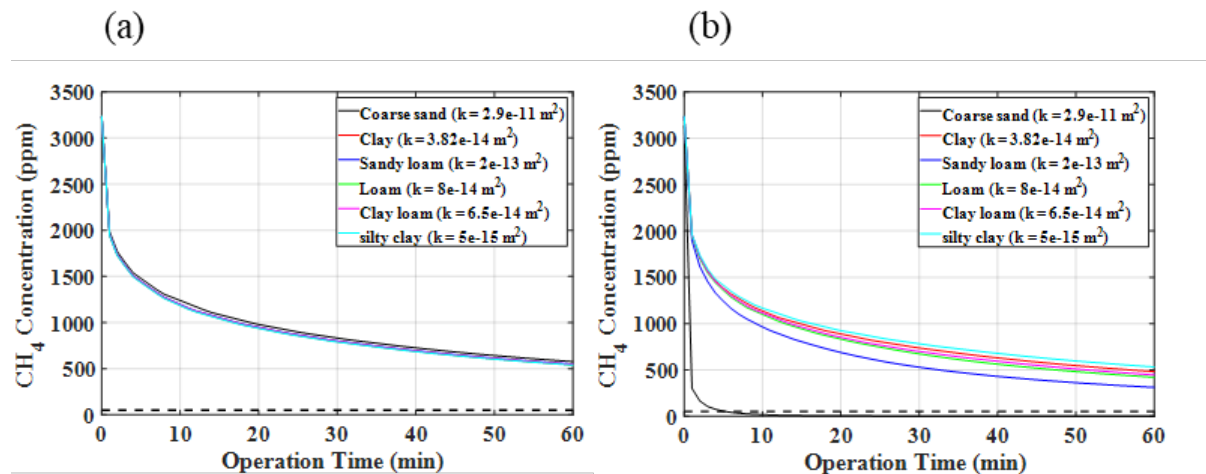 (a)
3500
3000
2500
2000
1500
1000
500
0
CH₄ Concentration (ppm)
Coarse sand (k = 2.9e-11 m²)
Clay (k = 3.82e-14 m²)
Sandy loam (k = 2e-13 m²)
Loam (k = 8e-14 m²)
Clay loam (k = 6.5e-14 m²)
silty clay (k = 5e-15 m²)
0 10 20 30 40 50 60
Operation Time (min)
(b)
3500
3000
2500
2000
1500
1000
500
0
CH₄ Concentration (ppm)
Coarse sand (k = 2.9e-11 m²)
Clay (k = 3.82e-14 m²)
Sandy loam (k = 2e-13 m²)
Loam (k = 8e-14 m²)
Clay loam (k = 6.5e-14 m²)
silty clay (k = 5e-15 m²)
0 10 20 30 40 50 60
Operation Time (min)